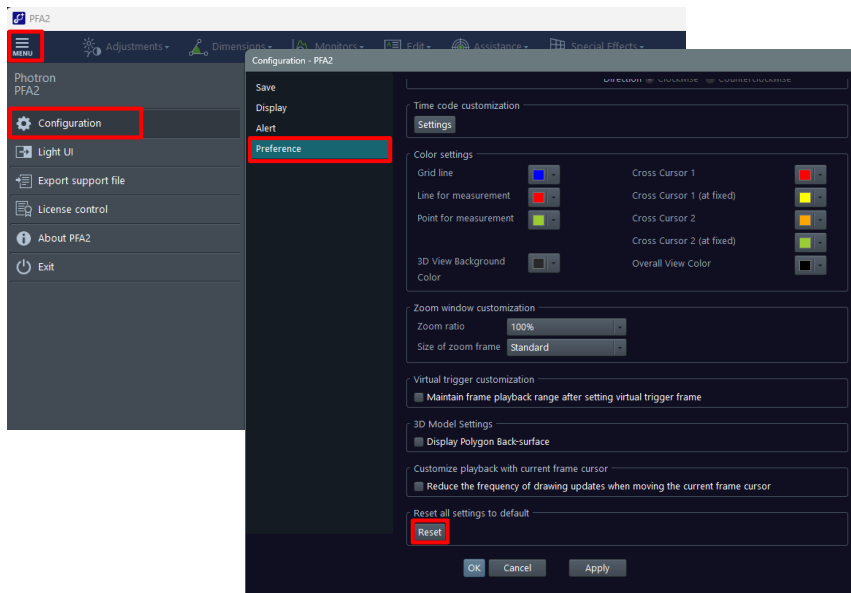 PFA2
MENU
Adjustments
Dimensions
Monitors
Edit
Assistance
Special Effects
Photron
PFA2
Configuration
Light UI
Export support file
License control
About PFA2
Exit
Configuration - PFA2
Save
Display
Alert
Preference
Direction Clockwise Counterclockwise
Time code customization
Settings
Color settings
Grid line
Cross Cursor 1
Line for measurement
Cross Cursor 1 (at fixed)
Point for measurement
Cross Cursor 2
Cross Cursor 2 (at fixed)
3D View Background
Color
Overall View Color
Zoom window customization
Zoom ratio 100%
Size of zoom frame Standard
Virtual trigger customization
Maintain frame playback range after setting virtual trigger frame
3D Model Settings
Display Polygon Back-surface
Customize playback with current frame cursor
Reduce the frequency of drawing updates when moving the current frame cursor
Reset all settings to default
Reset
OK Cancel Apply